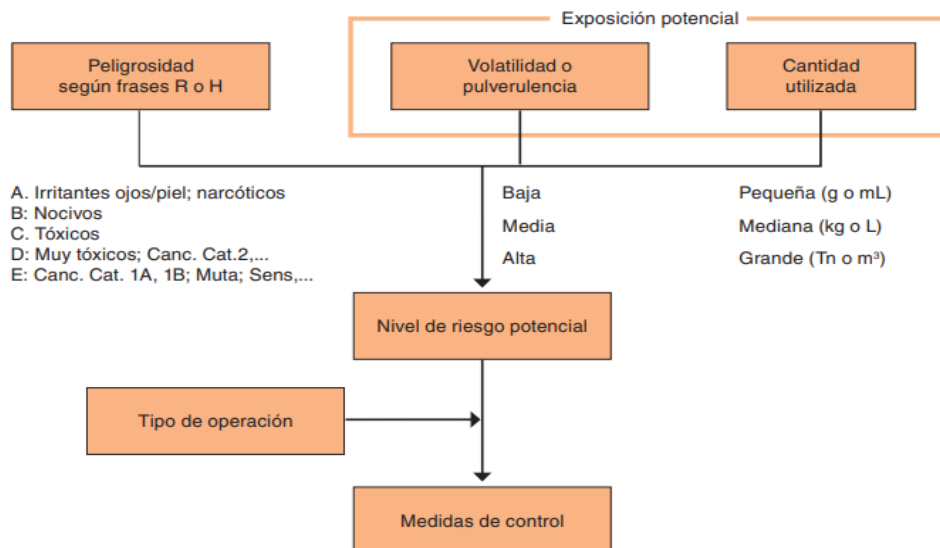 Exposición potencial
Peligrosidad
según frases R o H
Volatilidad o
pulverulencia
Cantidad
utilizada
A. Irritantes ojos/piel; narcóticos
B: Nocivos
C. Tóxicos
D: Muy tóxicos; Canc. Cat.2,...
E: Canc. Cat. 1A, 1B; Muta; Sens,...
Baja
Media
Alta
Pequeña (g o mL)
Mediana (kg o L)
Grande (Tn o m³)
Nivel de riesgo potencial
Tipo de operación
Medidas de control